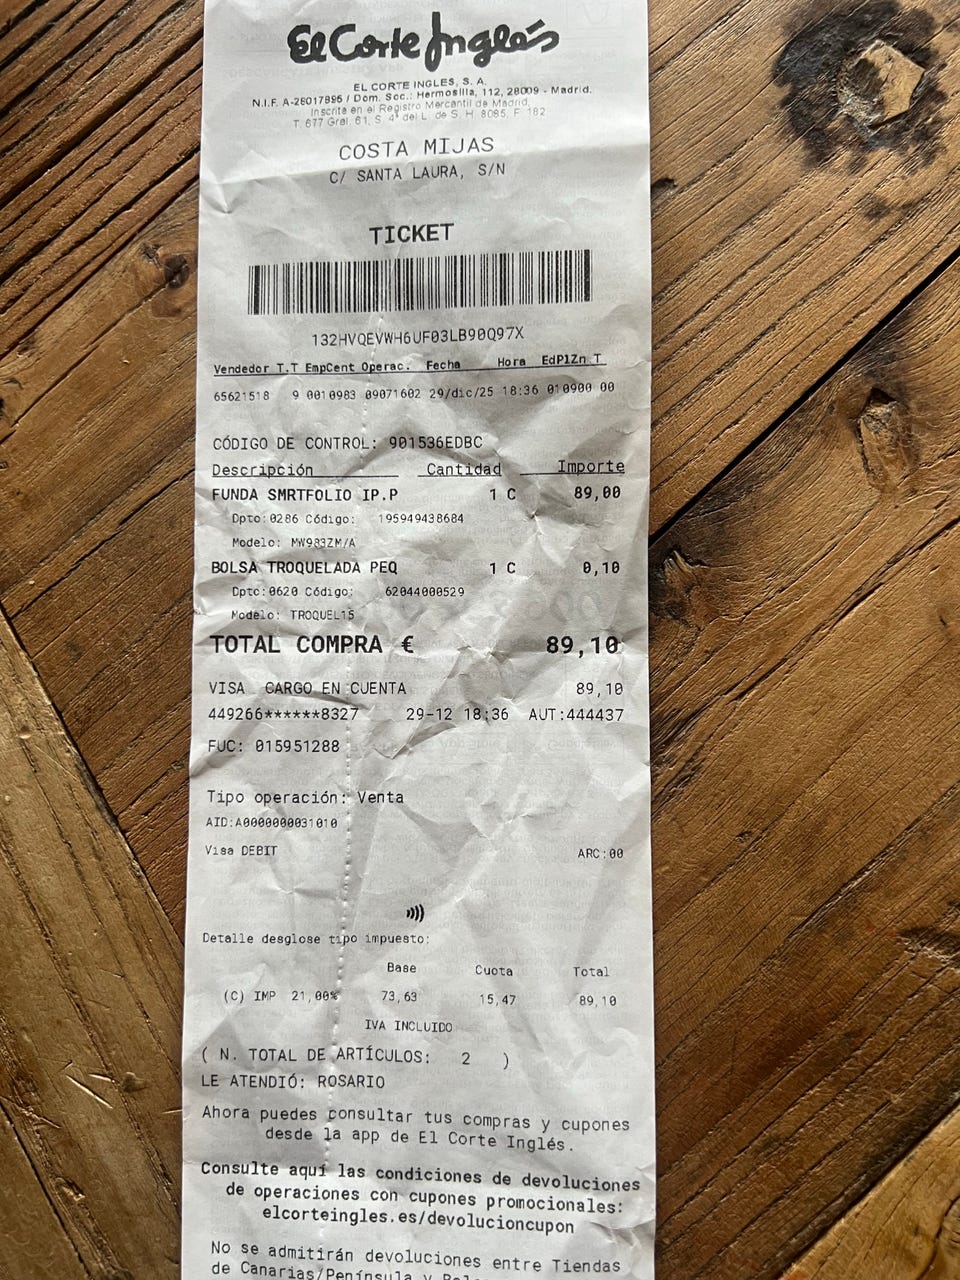 El Corte Inglés
EL CORTE INGLES, S. A.
N.I.F. A-28017895 / Dom. Soc.: Hermosilla, 112, 28009 - Madrid.
Inscrita en el Registro Mercantil de Madrid,
T. 677 Gral. 61, S. 4ª del L. de S. H. 8085, F. 182
COSTA MIJAS
C/ SANTA LAURA, S/N
TICKET
132HVQEVWH6UF03LB90Q97X
Vendedor T.T EmpCent Operac. Fecha Hora EdPlZn T
65621518 9 0010983 09071602 29/dic/25 18:36 010900 00
CÓDIGO DE CONTROL: 901536EDBC
Descripción Cantidad Importe
FUNDA SMRTFOLIO IP.P 1 C 89,00
Dpto:0286 Código: 195949438684
Modelo: MW983ZM/A
BOLSA TROQUELADA PEQ 1 C 0,10
Dpto:0620 Código: 62044000529
Modelo: TROQUEL15
TOTAL COMPRA € 89,10
VISA CARGO EN CUENTA 89,10
449266******8327 29-12 18:36 AUT:444437
FUC: 015951288
Tipo operación: Venta
AID:A0000000031010
Visa DEBIT ARC:00
Detalle desglose tipo impuesto:
Base Cuota Total
(C) IMP 21,00% 73,63 15,47 89,10
IVA INCLUIDO
( N. TOTAL DE ARTÍCULOS: 2 )
LE ATENDIÓ: ROSARIO
Ahora puedes consultar tus compras y cupones
desde la app de El Corte Inglés.
Consulte aquí las condiciones de devoluciones
de operaciones con cupones promocionales:
elcorteingles.es/devolucioncupon
No se admitirán devoluciones entre Tiendas
de Canarias/Península y